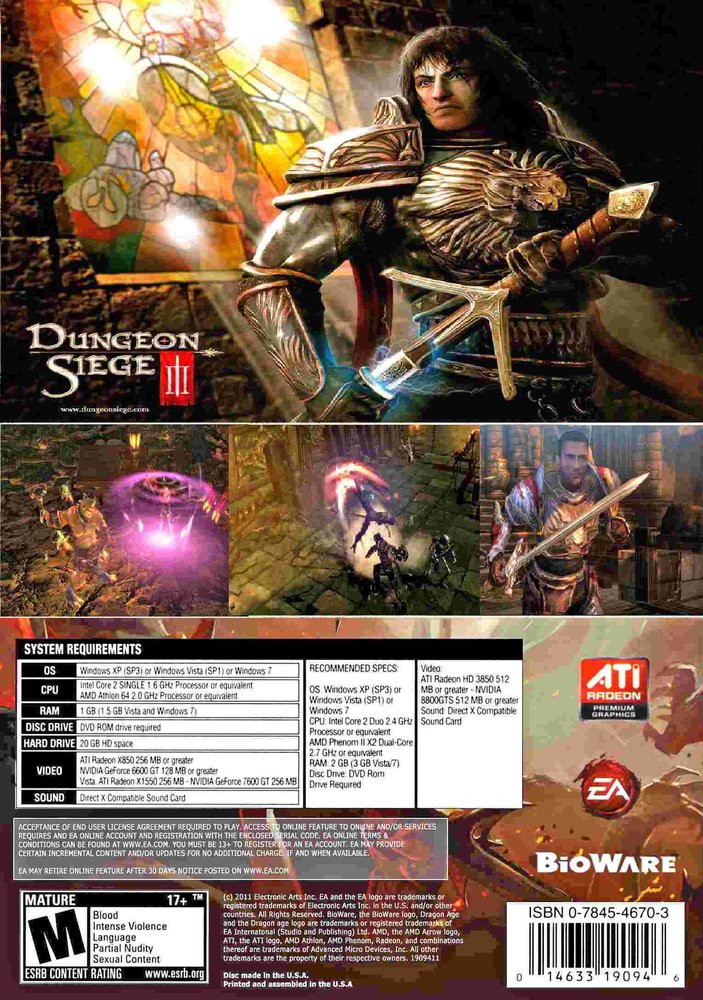 DUNGEON
SIEGE III
www.dungeonsiege.com
SYSTEM REQUIREMENTS
OS Windows XP (SP3) or Windows Vista (SP1) or Windows 7
CPU Intel Core 2 SINGLE 1.6 GHz Processor or equivalent
AMD Athlon 64 2.0 GHz Processor or equivalent
RAM 1 GB (1.5 GB Vista and Windows 7)
DISC DRIVE DVD ROM drive required
HARD DRIVE 20 GB HD space
VIDEO ATI Radeon X850 256 MB or greater
NVIDIA GeForce 6600 GT 128 MB or greater
Vista: ATI Radeon X1550 256 MB - NVIDIA GeForce 7600 GT 256 MB
SOUND Direct X Compatible Sound Card
RECOMMENDED SPECS:
OS: Windows XP (SP3) or
Windows Vista (SP1) or
Windows 7
CPU: Intel Core 2 Duo 2.4 GHz
Processor or equivalent
AMD Phenom II X2 Dual-Core
2.7 GHz or equivalent
RAM: 2 GB (3 GB Vista/7)
Disc Drive: DVD Rom
Drive Required
Video:
ATI Radeon HD 3850 512
MB or greater - NVIDIA
8800GTS 512 MB or greater
Sound: Direct X Compatible
Sound Card
ATI
RADEON
PREMIUM
GRAPHICS
EA
BIOWARE
ACCEPTANCE OF END USER LICENSE AGREEMENT REQUIRED TO PLAY. ACCESS TO ONLINE FEATURE TO ONLINE AND/OR SERVICES
REQUIRES AND EA ONLINE ACCOUNT AND REGISTRATION WITH THE ENCLOSED SERIAL CODE. EA ONLINE TERMS &
CONDITIONS CAN BE FOUND AT WWW.EA.COM. YOU MUST BE 13+ TO REGISTER FOR AN EA ACCOUNT. EA MAY PROVIDE
CERTAIN INCREMENTAL CONTENT AND/OR UPDATES FOR NO ADDITIONAL CHARGE, IF AND WHEN AVAILABLE.
EA MAY RETIRE ONLINE FEATURE AFTER 30 DAYS NOTICE POSTED ON WWW.EA.COM
MATURE 17+ ™
M
Blood
Intense Violence
Language
Partial Nudity
Sexual Content
ESRB CONTENT RATING www.esrb.org
(c) 2011 Electronic Arts Inc. EA and the EA logo are trademarks or
registered trademarks of Electronic Arts Inc. in the U.S. and/or other
countries. All Rights Reserved. BioWare, the BioWare logo, Dragon Age
and the Dragon age logo are trademarks or registered trademarks of
EA Internatonal (Studio and Publishing) Ltd. AMD, the AMD Arrow logo,
ATI, the ATI logo, AMD Athlon, AMD Phenom, Radeon, and combinations
thereof are trademarks of Advanced Micro Devices, Inc. All other
trademarks are the property of their respective owners. 1909411
Disc made in the U.S.A.
Printed and assembled in the U.S.A
ISBN 0-7845-4670-3
0 14633 19094 6